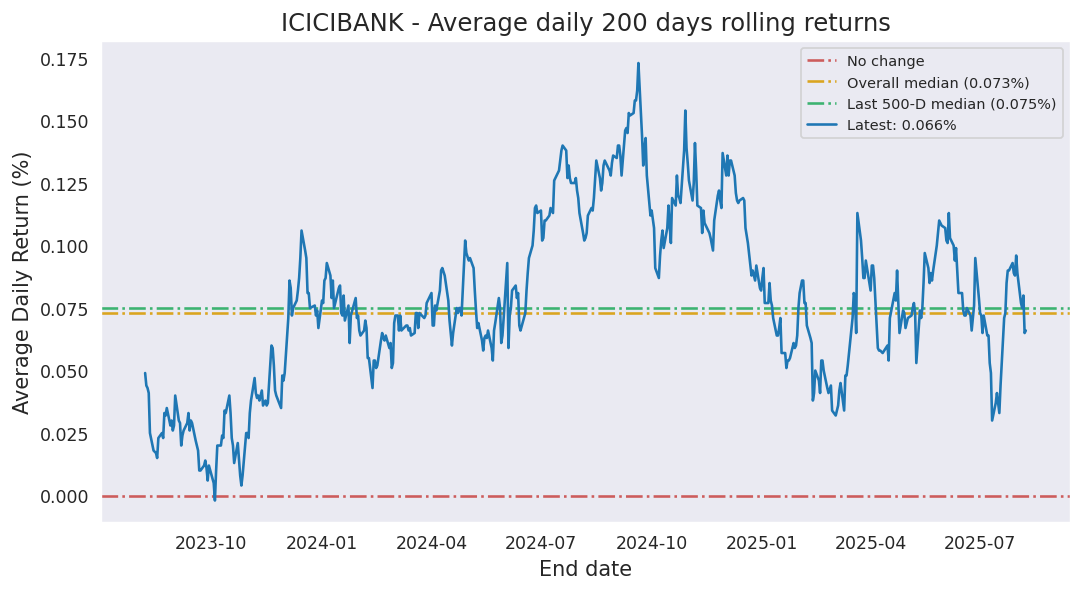 ICICIBANK - Average daily 200 days rolling returns
Average Daily Return (%)
0.175
0.150
0.125
0.100
0.075
0.050
0.025
0.000
No change
Overall median (0.073%)
Last 500-D median (0.075%)
Latest: 0.066%
2023-10
2024-01
2024-04
2024-07
2024-10
2025-01
2025-04
2025-07
End date